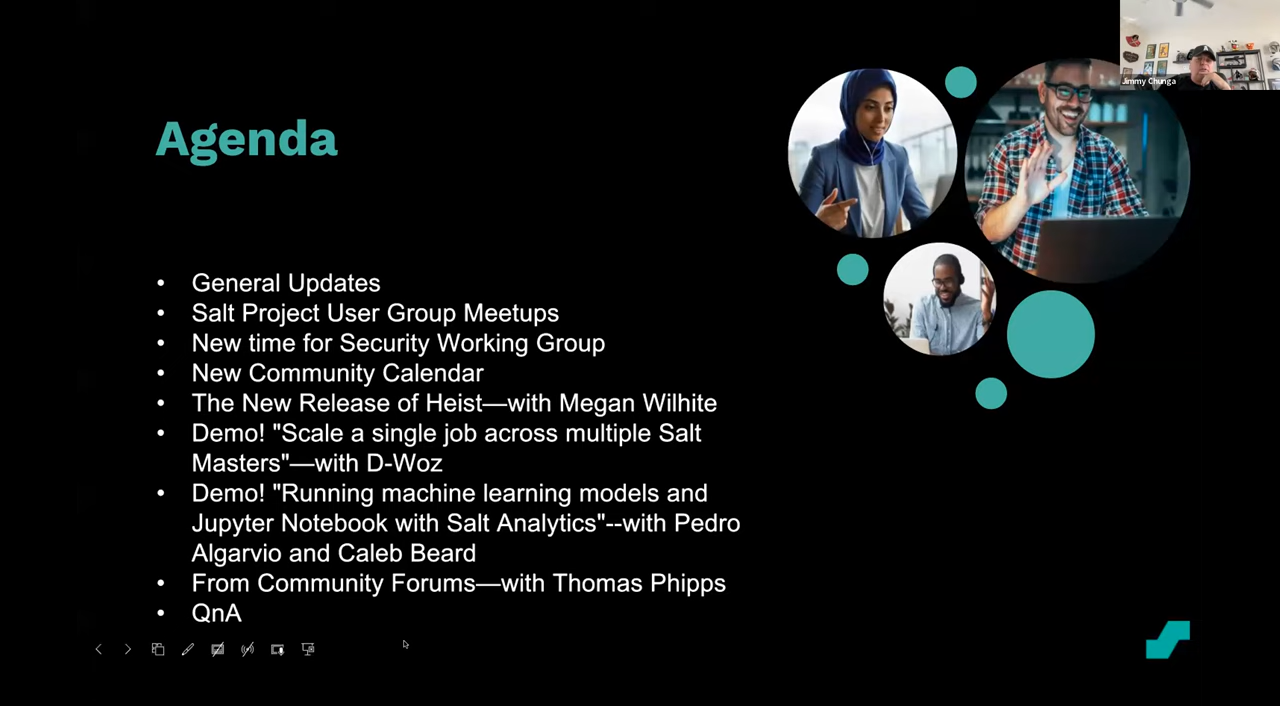 Jimmy Chunga
Agenda
• General Updates
• Salt Project User Group Meetups
• New time for Security Working Group
• New Community Calendar
• The New Release of Heist—with Megan Wilhite
• Demo! "Scale a single job across multiple Salt
Masters"—with D-Woz
• Demo! "Running machine learning models and
Jupyter Notebook with Salt Analytics"--with Pedro
Algarvio and Caleb Beard
• From Community Forums—with Thomas Phipps
• QnA